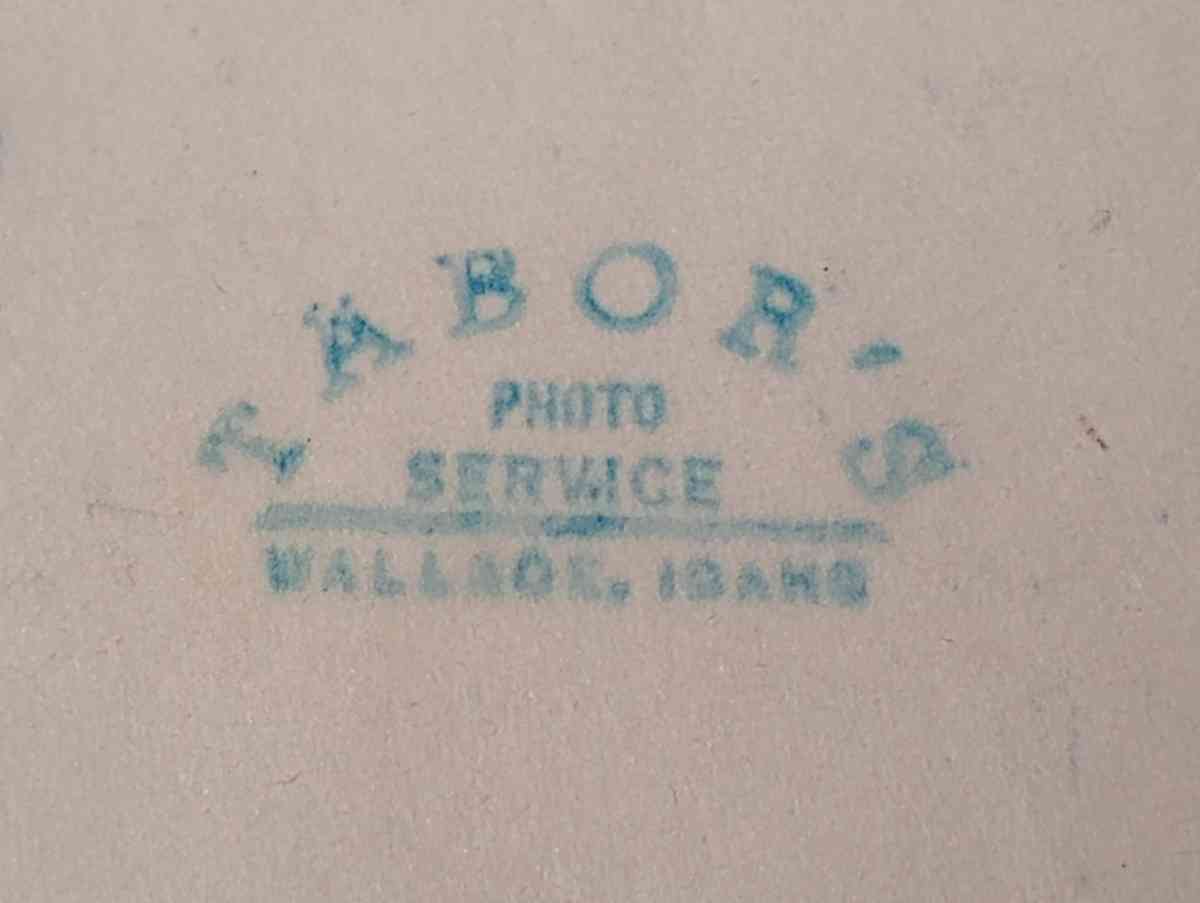 TABOR'S
PHOTO
SERVICE
WALLACE, IDAHO